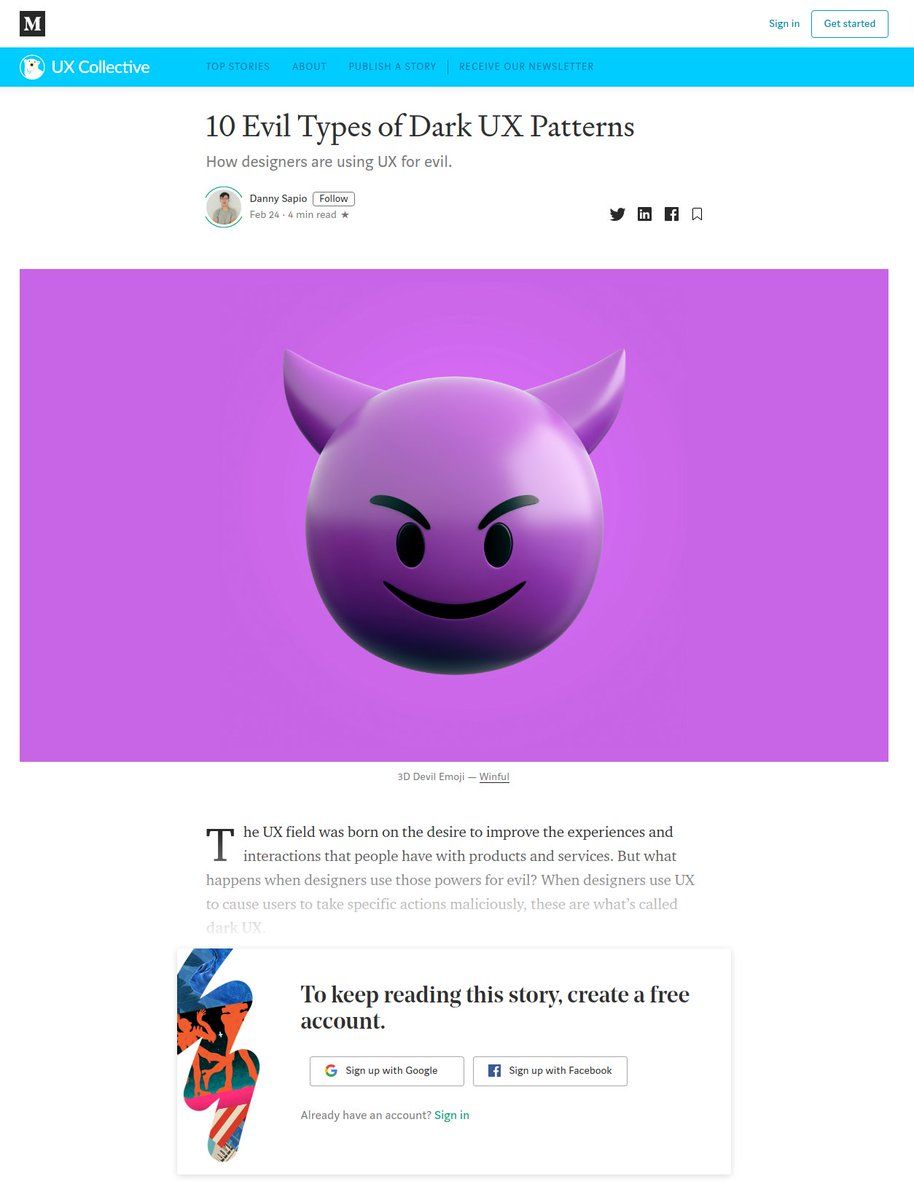 M
Sign in
Get started
UX Collective
TOP STORIES
ABOUT
PUBLISH A STORY
RECEIVE OUR NEWSLETTER
10 Evil Types of Dark UX Patterns
How designers are using UX for evil.
Danny Sapio
Follow
Feb 24 · 4 min read ★
3D Devil Emoji — Winful
The UX field was born on the desire to improve the experiences and
interactions that people have with products and services. But what
happens when designers use those powers for evil? When designers use UX
to cause users to take specific actions maliciously, these are what's called
dark UX.
To keep reading this story, create a free
account.
Sign up with Google
Sign up with Facebook
Already have an account? Sign in